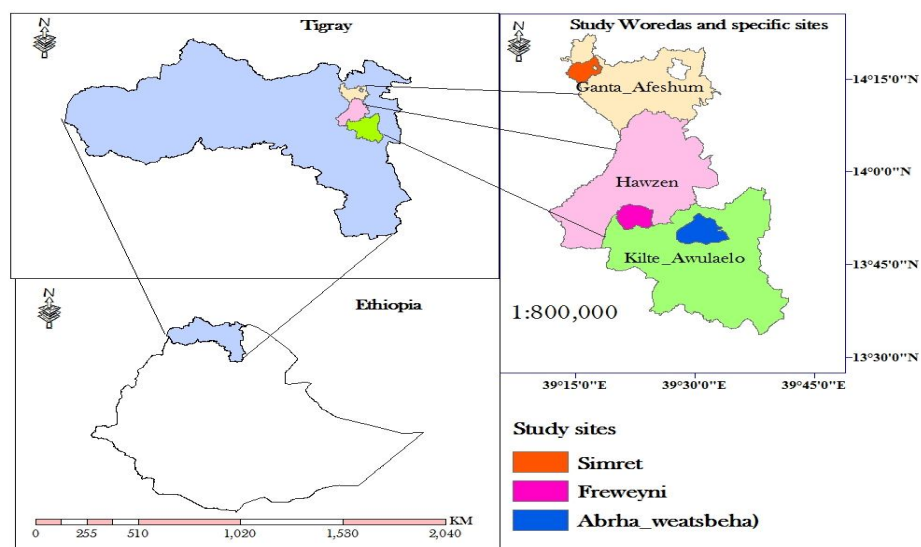 N
Tigray
N
Study Woredas and specific sites
Ganta_Afeshum
14°15'0"N
Hawzen
14°0'0"N
Kilte_Awulaelo
13°45'0"N
1:800,000
13°30'0"N
39°15'0"E 39°30'0"E 39°45'0"E
N
Ethiopia
KM
0 255 510 1,020 1,530 2,040
Study sites
Simret
Freweyni
Abrha_weatsbeha)